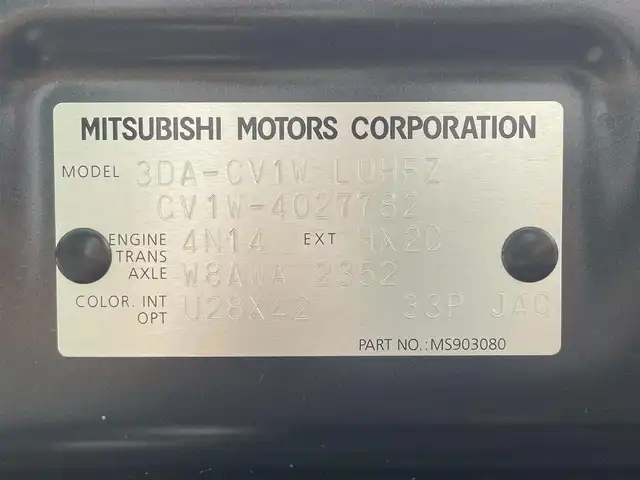 MITSUBISHI MOTORS CORPORATION
MODEL 3DA-CV1W LUHFZ
CV1W-4027782
ENGINE 4N14 EXT HX2C
TRANS
AXLE W8AWA 2352
COLOR. INT U28X42 33P JAQ
OPT
PART NO.:MS903080